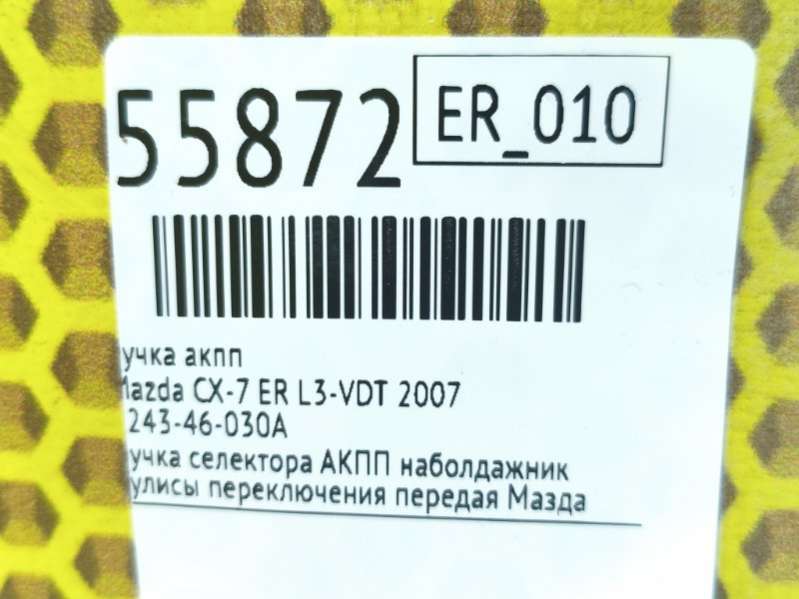 55872
ER_010
учка акпп
Mazda CX-7 ER L3-VDT 2007
243-46-030A
учка селектора АКПП наболдажник
улисы переключения передая Мазда